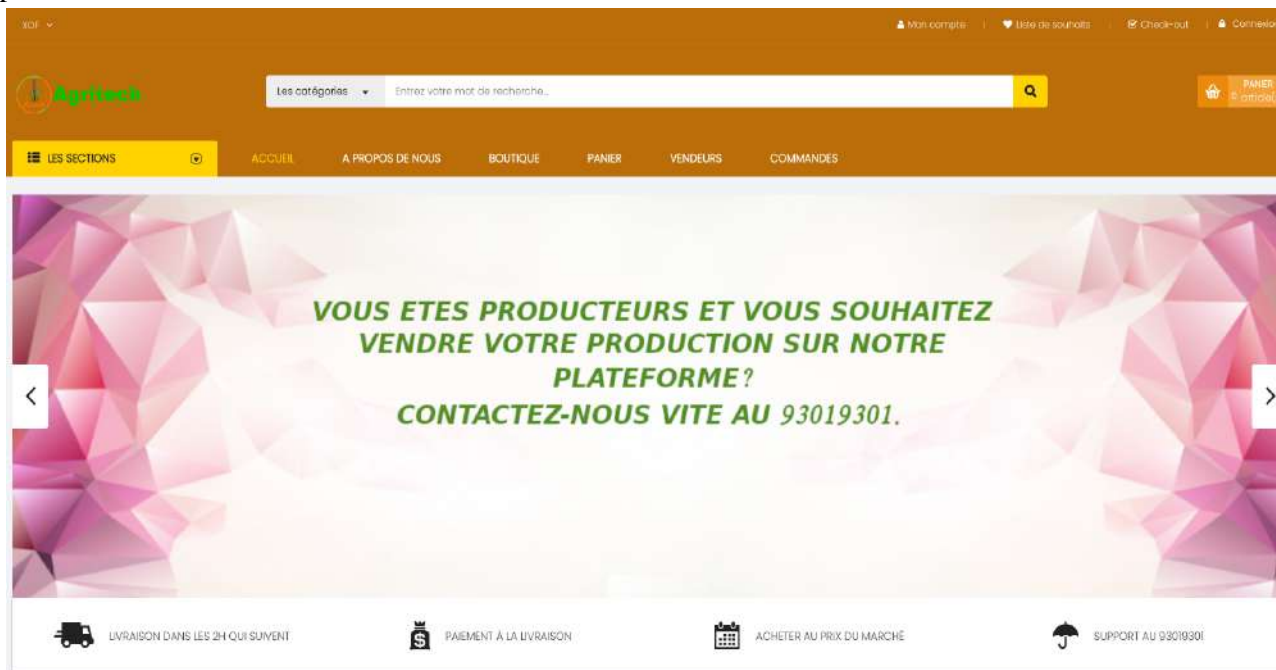 XOF
Mon compte
Liste de souhaits
Check-out
Connexio
Agritech
Les catégories
Entrez votre mot de recherche...
PANIER
0 article(
LES SECTIONS
ACCUEIL
A PROPOS DE NOUS
BOUTIQUE
PANIER
VENDEURS
COMMANDES
VOUS ETES PRODUCTEURS ET VOUS SOUHAITEZ
VENDRE VOTRE PRODUCTION SUR NOTRE
PLATEFORME?
CONTACTEZ-NOUS VITE AU 93019301.
LIVRAISON DANS LES 2H QUI SUIVENT
PAIEMENT À LA LIVRAISON
ACHETER AU PRIX DU MARCHÉ
SUPPORT AU 93019301